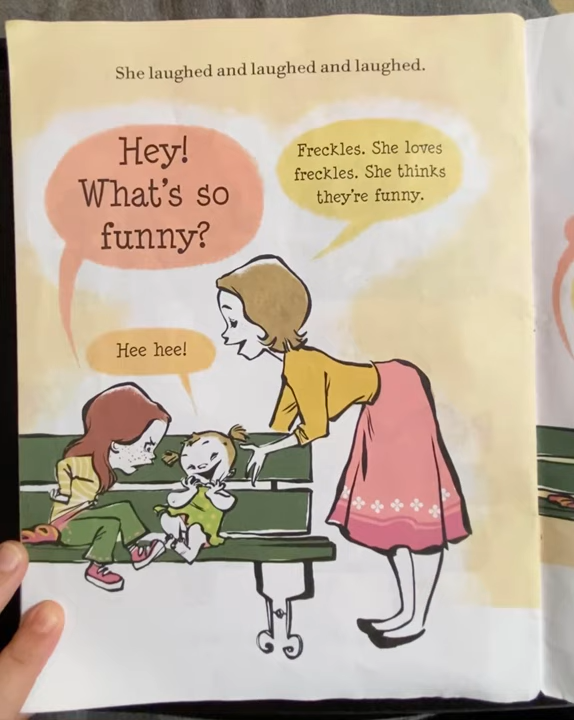 She laughed and laughed and laughed.
Hey!
What's so
funny?
Freckles. She loves
freckles. She thinks
they're funny.
Hee hee!